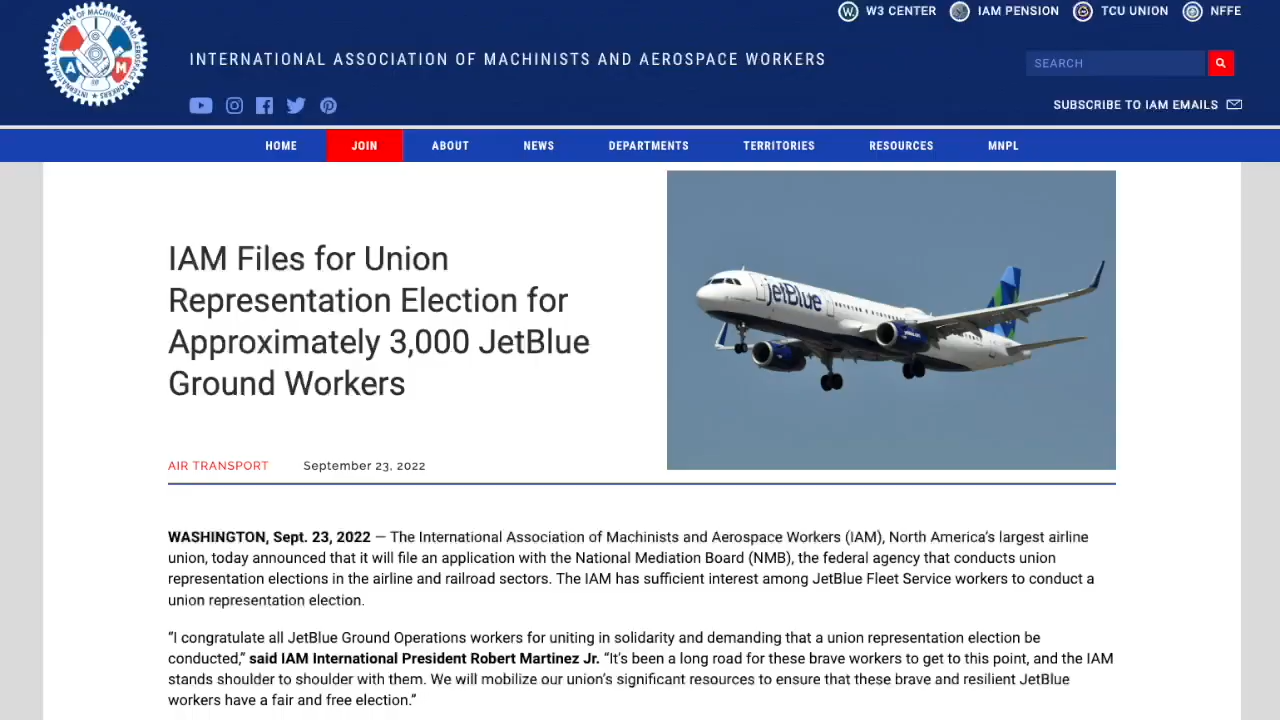 W3 CENTER IAM PENSION TCU UNION NFFE
INTERNATIONAL ASSOCIATION OF MACHINISTS AND AEROSPACE WORKERS
SEARCH
SUBSCRIBE TO IAM EMAILS
HOME JOIN ABOUT NEWS DEPARTMENTS TERRITORIES RESOURCES MNPL
IAM Files for Union
Representation Election for
Approximately 3,000 JetBlue
Ground Workers
jetBlue
AIR TRANSPORT September 23, 2022
WASHINGTON, Sept. 23, 2022 — The International Association of Machinists and Aerospace Workers (IAM), North America's largest airline
union, today announced that it will file an application with the National Mediation Board (NMB), the federal agency that conducts union
representation elections in the airline and railroad sectors. The IAM has sufficient interest among JetBlue Fleet Service workers to conduct a
union representation election.
“I congratulate all JetBlue Ground Operations workers for uniting in solidarity and demanding that a union representation election be
conducted,” said IAM International President Robert Martinez Jr. “It's been a long road for these brave workers to get to this point, and the IAM
stands shoulder to shoulder with them. We will mobilize our union's significant resources to ensure that these brave and resilient JetBlue
workers have a fair and free election.”